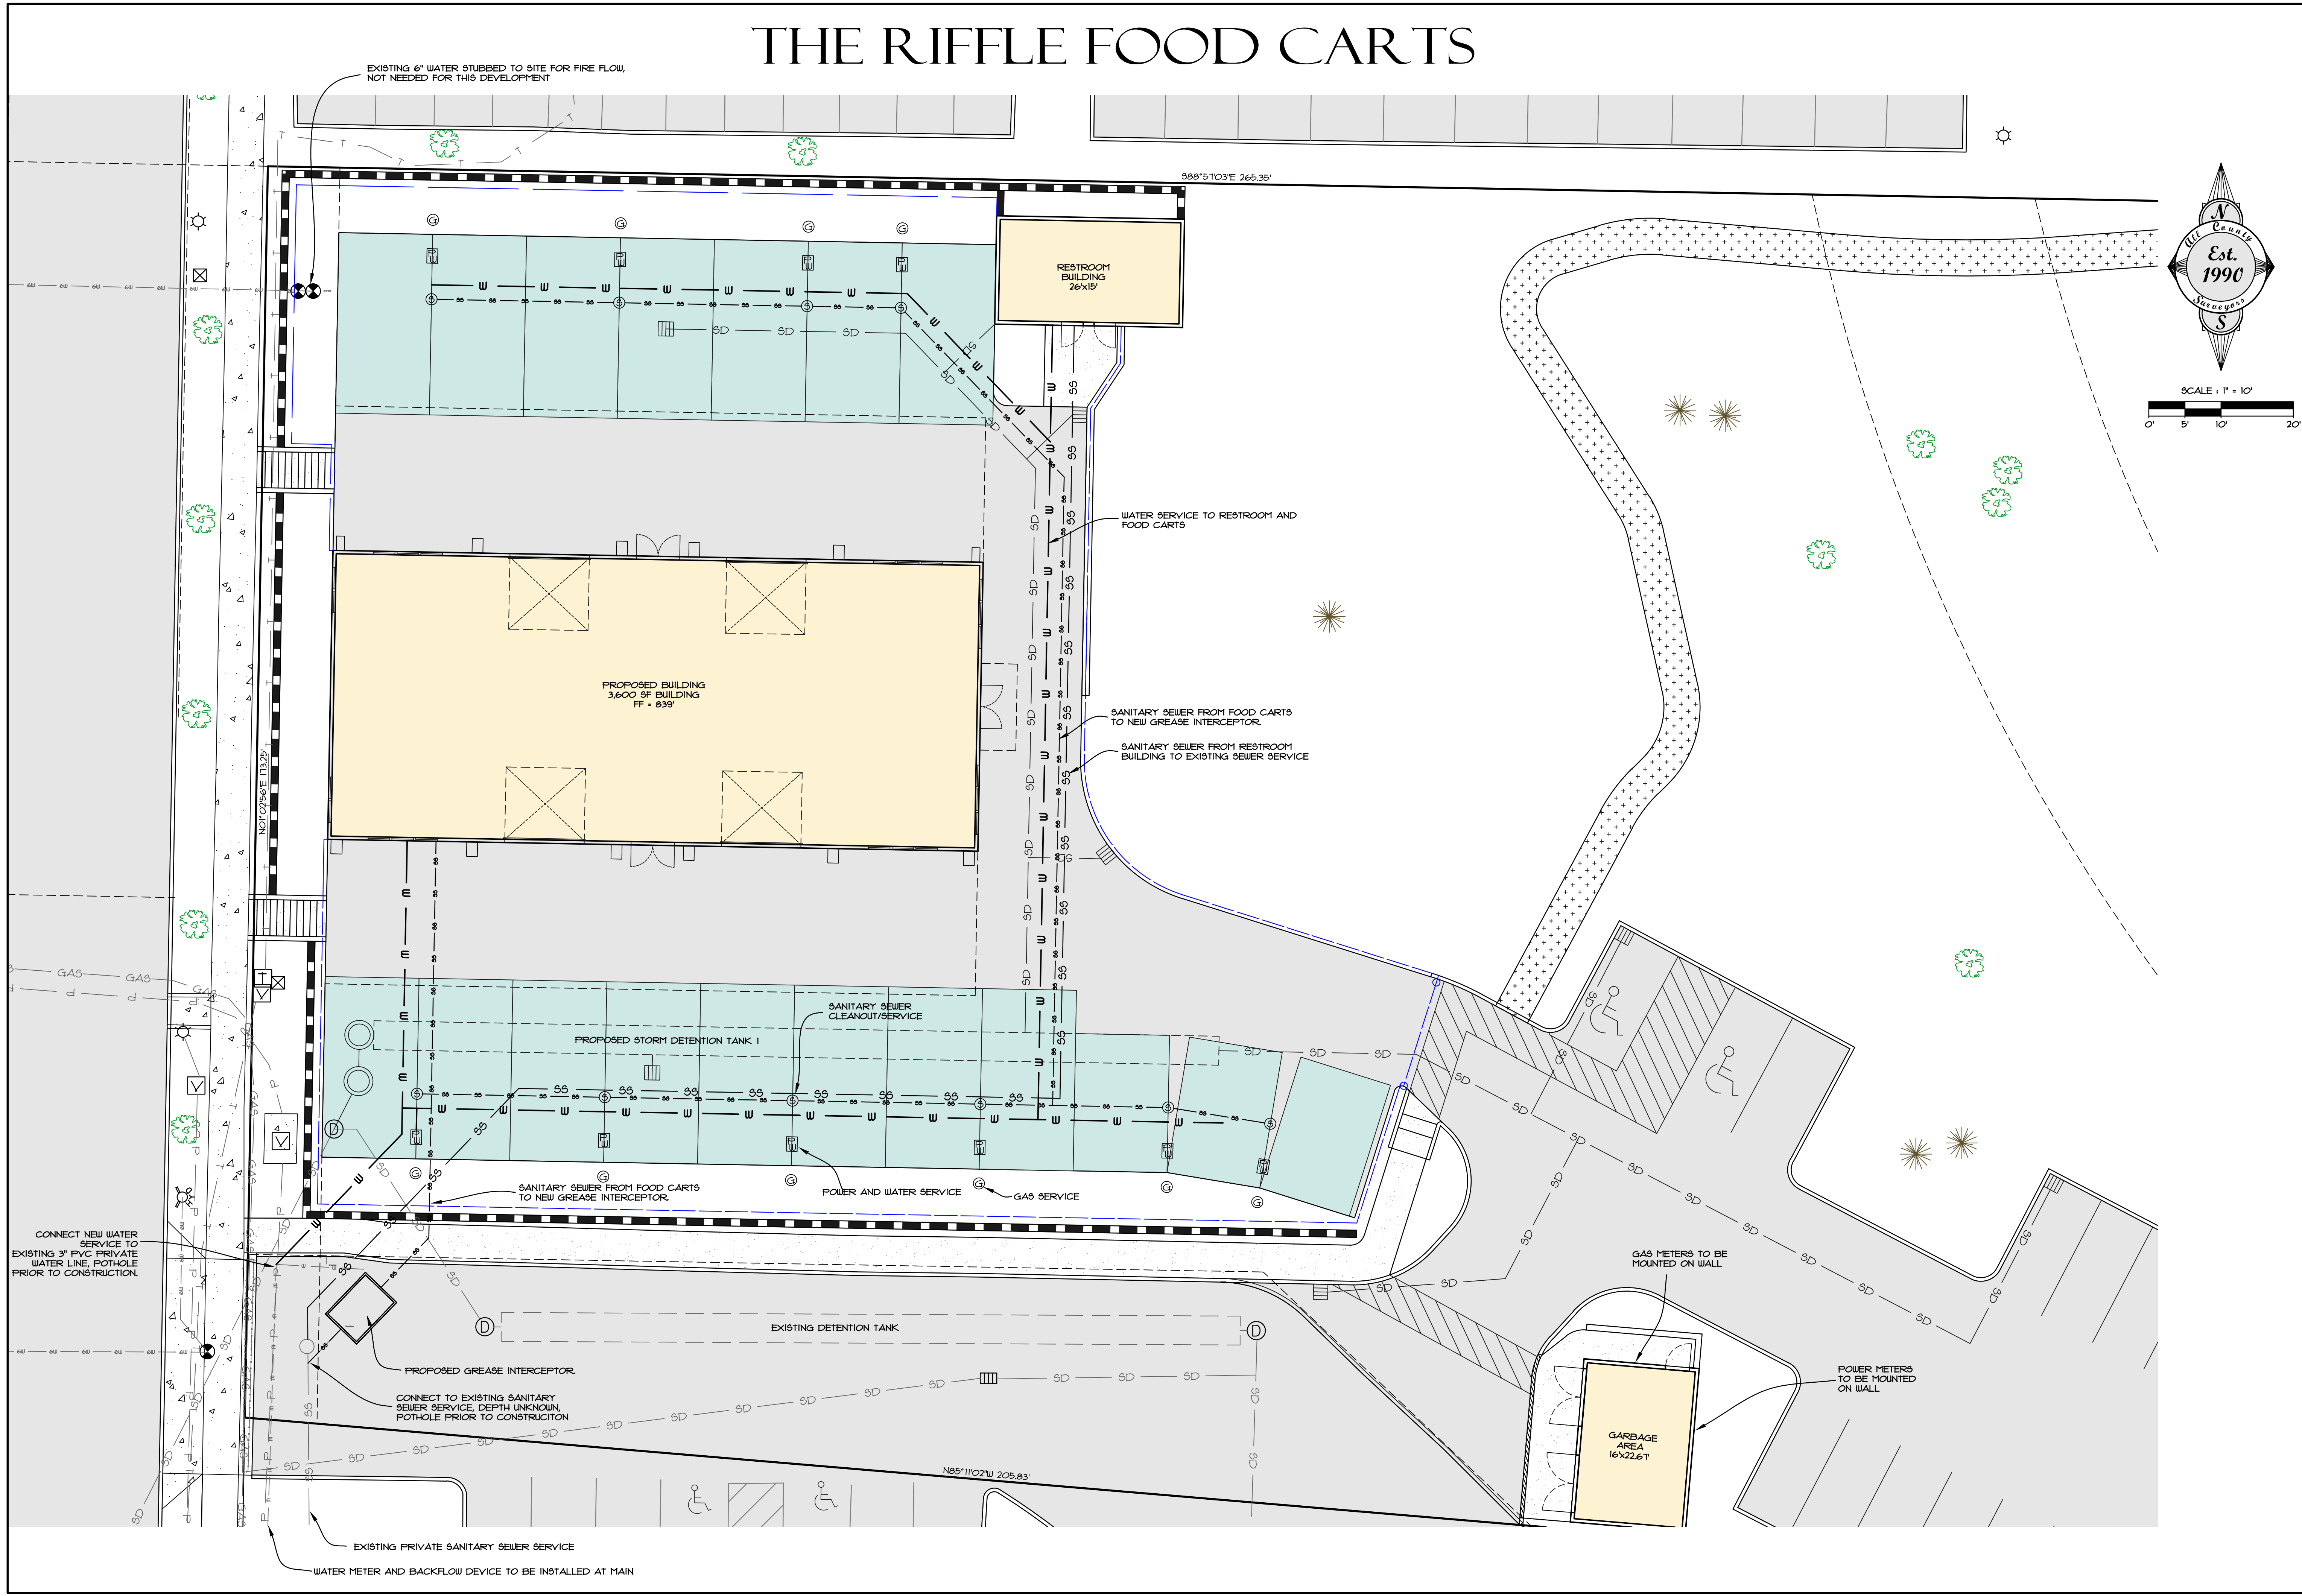 THE RIFFLE FOOD CARTS
EXISTING 6" WATER STUBBED TO SITE FOR FIRE FLOW,
NOT NEEDED FOR THIS DEVELOPMENT
S88°57'03"E 265.35'
N
All County
Est.
1990
Surveyors
S
SCALE : 1" = 10'
0' 5' 10' 20'
RESTROOM
BUILDING
26'x15'
WATER SERVICE TO RESTROOM AND
FOOD CARTS
PROPOSED BUILDING
3,600 SF BUILDING
FF = 839'
SANITARY SEWER FROM FOOD CARTS
TO NEW GREASE INTERCEPTOR.
SANITARY SEWER FROM RESTROOM
BUILDING TO EXISTING SEWER SERVICE
N01°02'56"E 173.25'
SANITARY SEWER
CLEANOUT/SERVICE
PROPOSED STORM DETENTION TANK 1
SANITARY SEWER FROM FOOD CARTS
TO NEW GREASE INTERCEPTOR.
POWER AND WATER SERVICE
GAS SERVICE
CONNECT NEW WATER
SERVICE TO
EXISTING 3" PVC PRIVATE
WATER LINE, POTHOLE
PRIOR TO CONSTRUCTION.
GAS METERS TO BE
MOUNTED ON WALL
EXISTING DETENTION TANK
PROPOSED GREASE INTERCEPTOR.
POWER METERS
TO BE MOUNTED
ON WALL
CONNECT TO EXISTING SANITARY
SEWER SERVICE, DEPTH UNKNOWN,
POTHOLE PRIOR TO CONSTRUCITON
GARBAGE
AREA
16'x22.67'
N85°11'02"W 205.83'
EXISTING PRIVATE SANITARY SEWER SERVICE
WATER METER AND BACKFLOW DEVICE TO BE INSTALLED AT MAIN